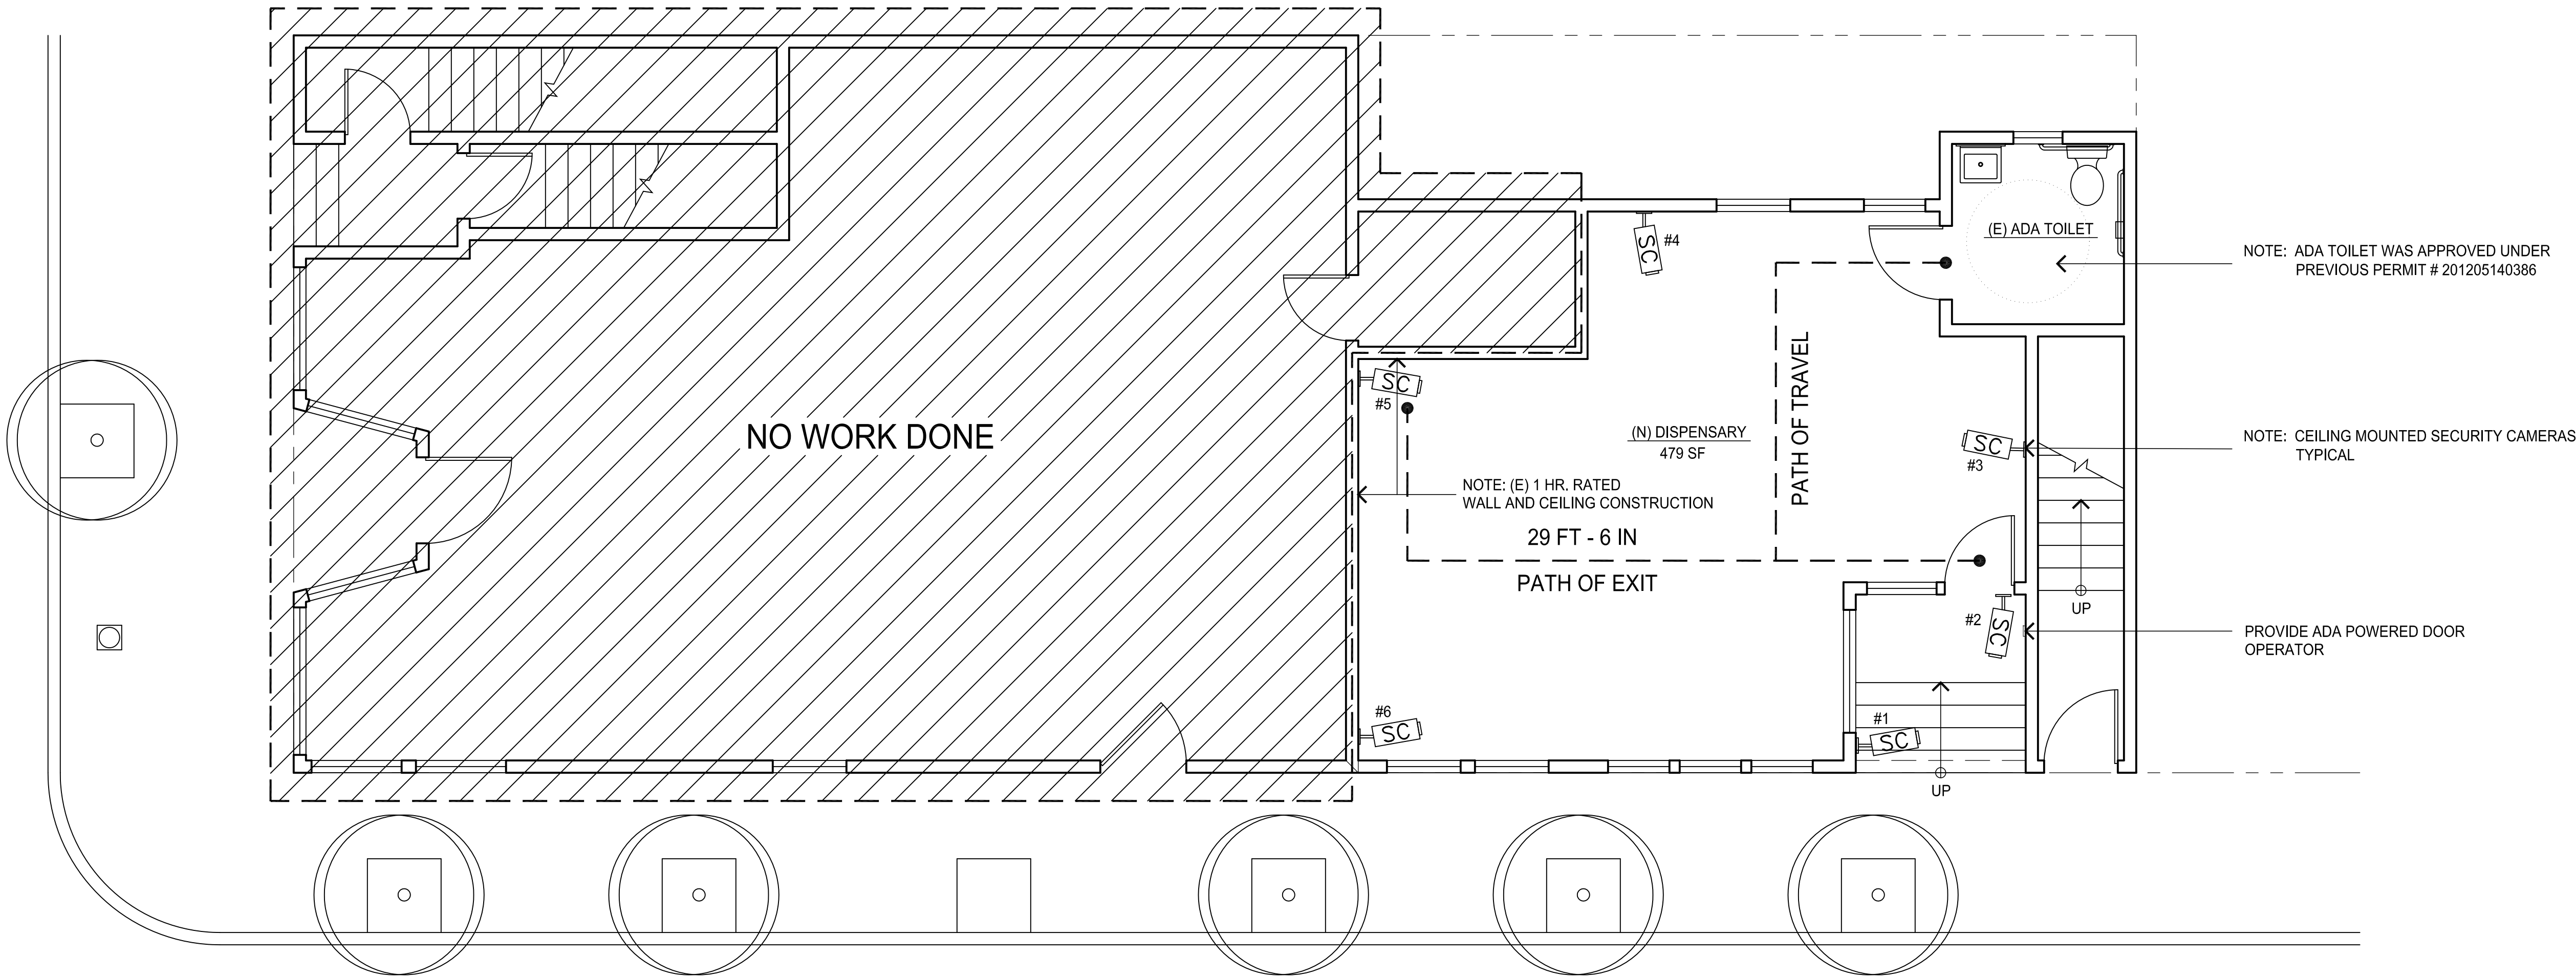 SC
#4
(E) ADA TOILET
NOTE: ADA TOILET WAS APPROVED UNDER
PREVIOUS PERMIT # 201205140386
PATH OF TRAVEL
SC
#5
NO WORK DONE
(N) DISPENSARY
479 SF
SC
#3
NOTE: CEILING MOUNTED SECURITY CAMERAS
TYPICAL
NOTE: (E) 1 HR. RATED
WALL AND CEILING CONSTRUCTION
29 FT - 6 IN
PATH OF EXIT
UP
#2
SC
PROVIDE ADA POWERED DOOR
OPERATOR
#6
SC
#1
SC
UP